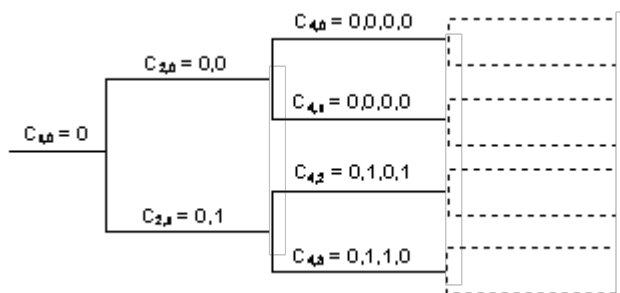 C₄,₀ = 0,0,0,0
C₂,₀ = 0,0
C₄,₁ = 0,0,0,0
C₁,₀ = 0
C₄,₂ = 0,1,0,1
C₂,₁ = 0,1
C₄,₃ = 0,1,1,0